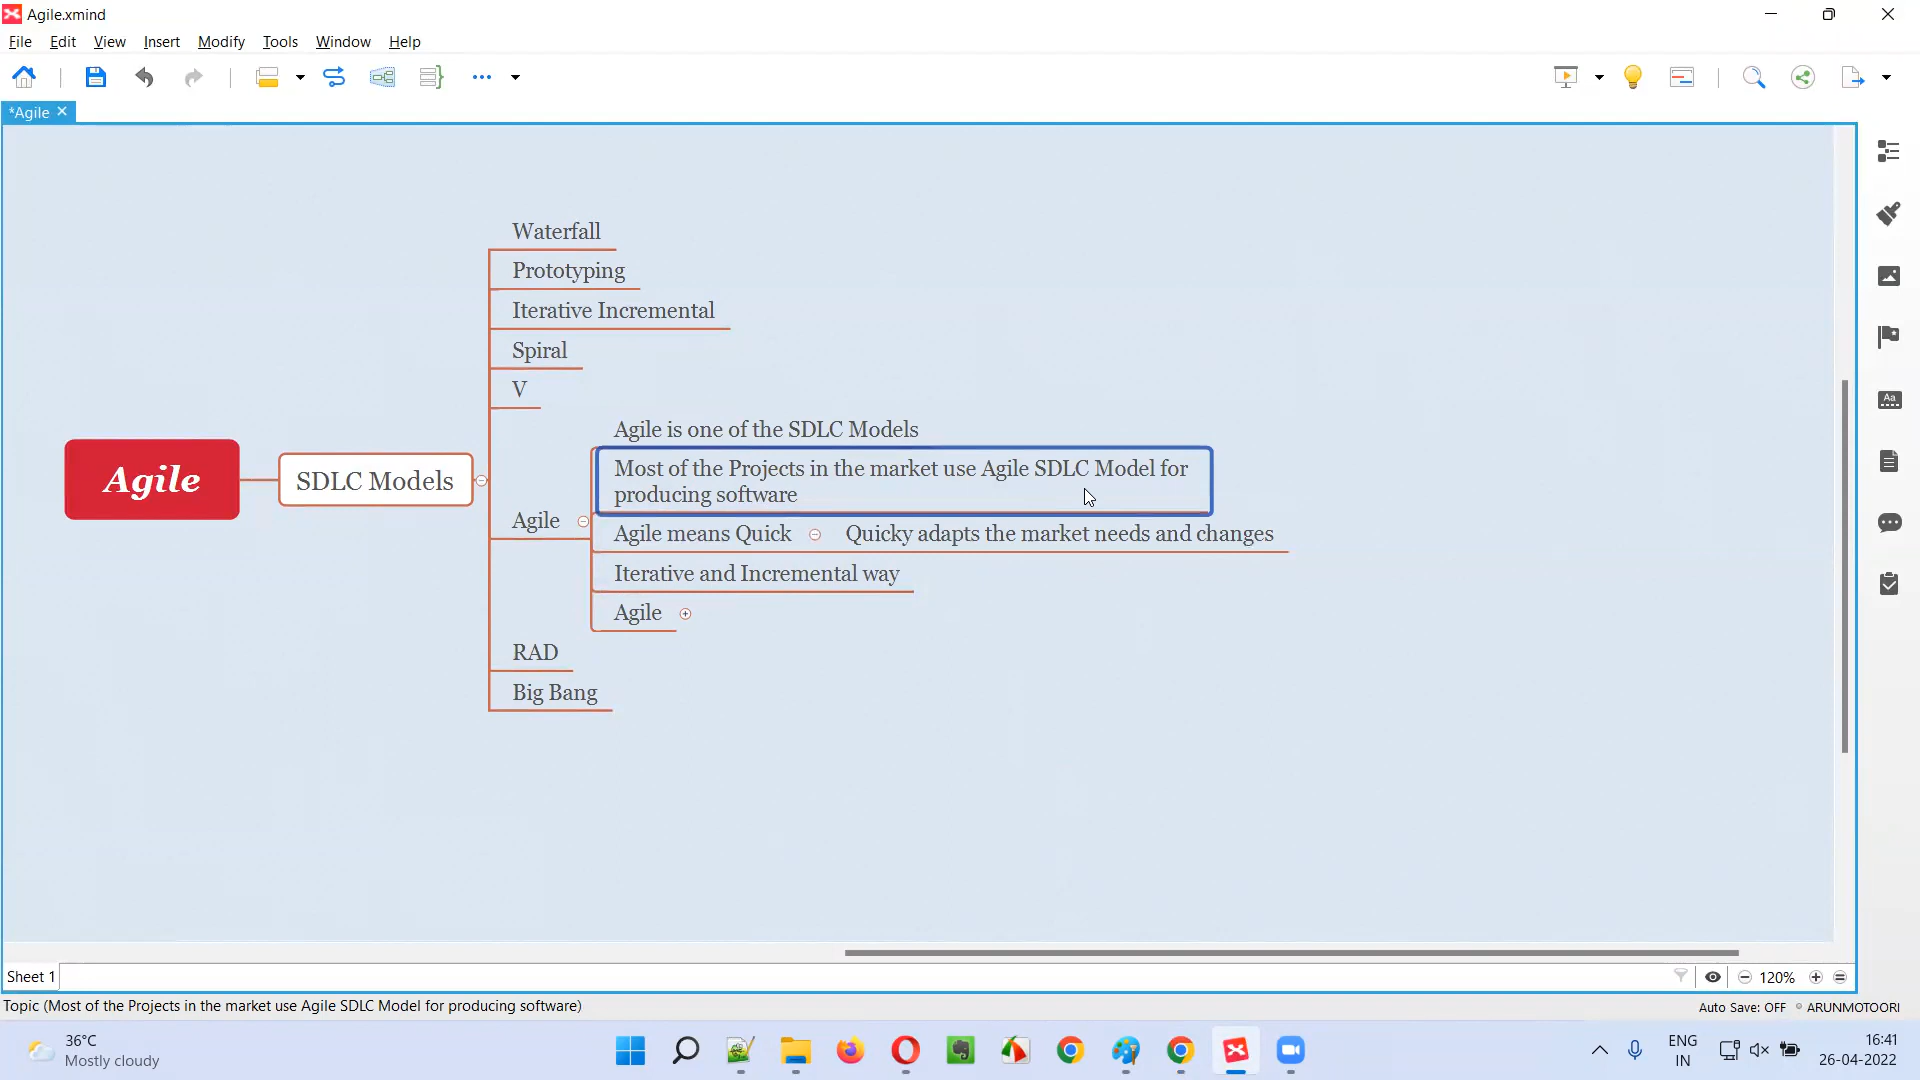 Agile.xmind
File Edit View Insert Modify Tools Window Help
*Agile
Waterfall
Prototyping
Iterative Incremental
Spiral
V
Agile is one of the SDLC Models
Most of the Projects in the market use Agile SDLC Model for
producing software
Agile
SDLC Models
Agile
Agile means Quick
Quicky adapts the market needs and changes
Iterative and Incremental way
Agile
RAD
Big Bang
Aa
Sheet 1
120%
Topic (Most of the Projects in the market use Agile SDLC Model for producing software)
Auto Save: OFF
ARUNMOTOORI
36°C
Mostly cloudy
ENG
IN
16:41
26-04-2022